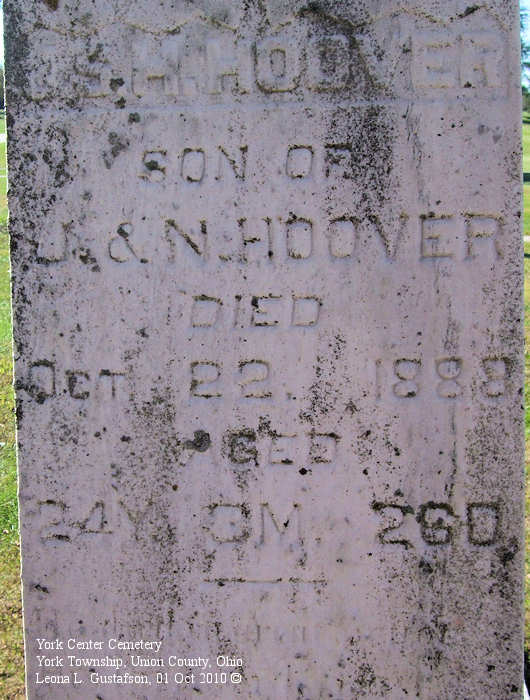 H. HOOVER
SON OF
J. & N. HOOVER
DIED
Oct. 22, 1888
AGED
24Y 3M 26D
York Center Cemetery
York Township, Union County, Ohio
Leona L. Gustafson, 01 Oct 2010 ©